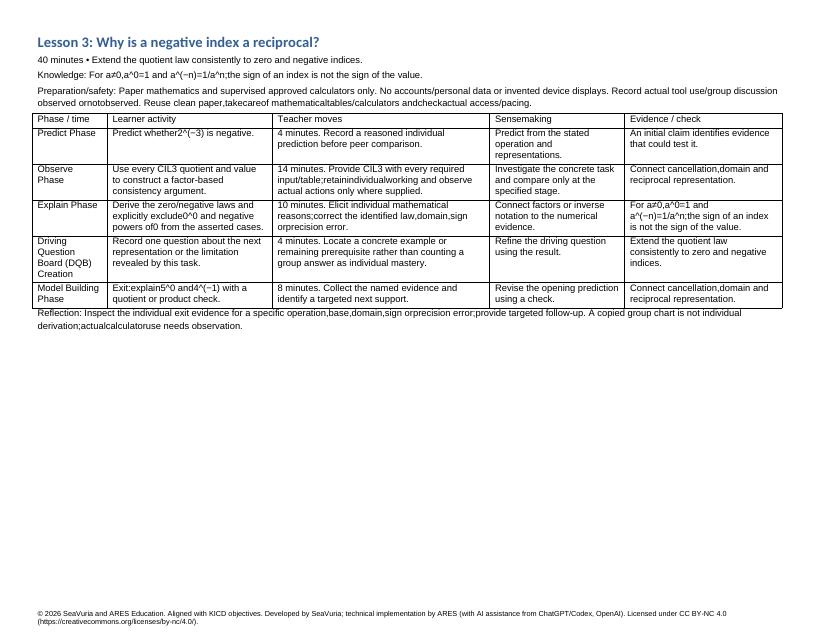 Lesson 3: Why is a negative index a reciprocal?
40 minutes • Extend the quotient law consistently to zero and negative indices.
Knowledge: For a≠0,a^0=1 and a^(−n)=1/a^n;the sign of an index is not the sign of the value.
Preparation/safety: Paper mathematics and supervised approved calculators only. No accounts/personal data or invented device displays. Record actual tool use/group discussion
observed ornotobserved. Reuse clean paper,takecareof mathematicaltables/calculators andcheckactual access/pacing.
Phase / time
Learner activity
Teacher moves
Sensemaking
Evidence / check
Predict Phase
Predict whether2^(−3) is negative.
4 minutes. Record a reasoned individual
prediction before peer comparison.
Predict from the stated
operation and
representations.
An initial claim identifies evidence
that could test it.
Observe
Phase
Use every CIL3 quotient and value
to construct a factor-based
consistency argument.
14 minutes. Provide CIL3 with every required
input/table;retainindividualworking and observe
actual actions only where supplied.
Investigate the concrete task
and compare only at the
specified stage.
Connect cancellation,domain and
reciprocal representation.
Explain Phase
Derive the zero/negative laws and
explicitly exclude0^0 and negative
powers of0 from the asserted cases.
10 minutes. Elicit individual mathematical
reasons;correct the identified law,domain,sign
orprecision error.
Connect factors or inverse
notation to the numerical
evidence.
For a≠0,a^0=1 and
a^(−n)=1/a^n;the sign of an index
is not the sign of the value.
Driving
Question
Board (DQB)
Creation
Record one question about the next
representation or the limitation
revealed by this task.
4 minutes. Locate a concrete example or
remaining prerequisite rather than counting a
group answer as individual mastery.
Refine the driving question
using the result.
Extend the quotient law
consistently to zero and negative
indices.
Model Building
Phase
Exit:explain5^0 and4^(−1) with a
quotient or product check.
8 minutes. Collect the named evidence and
identify a targeted next support.
Revise the opening prediction
using a check.
Connect cancellation,domain and
reciprocal representation.
Reflection: Inspect the individual exit evidence for a specific operation,base,domain,sign orprecision error;provide targeted follow-up. A copied group chart is not individual
derivation;actualcalculatoruse needs observation.
© 2026 SeaVuria and ARES Education. Aligned with KICD objectives. Developed by SeaVuria; technical implementation by ARES (with AI assistance from ChatGPT/Codex, OpenAI). Licensed under CC BY-NC 4.0
(https://creativecommons.org/licenses/by-nc/4.0/).